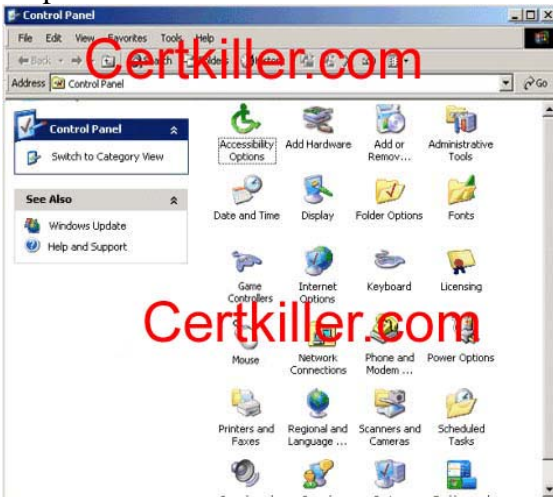 Control Panel
File Edit View Favorites Tools Help
Certkiller.com
Back Search Folders
Address Control Panel Go
Control Panel
Switch to Category View
See Also
Windows Update
Help and Support
Accessibility Options
Add Hardware
Add or Remov...
Administrative Tools
Date and Time
Display
Folder Options
Fonts
Game Controllers
Internet Options
Keyboard
Licensing
Certkiller.com
Mouse
Network Connections
Phone and Modem ...
Power Options
Printers and Faxes
Regional and Language ...
Scanners and Cameras
Scheduled Tasks